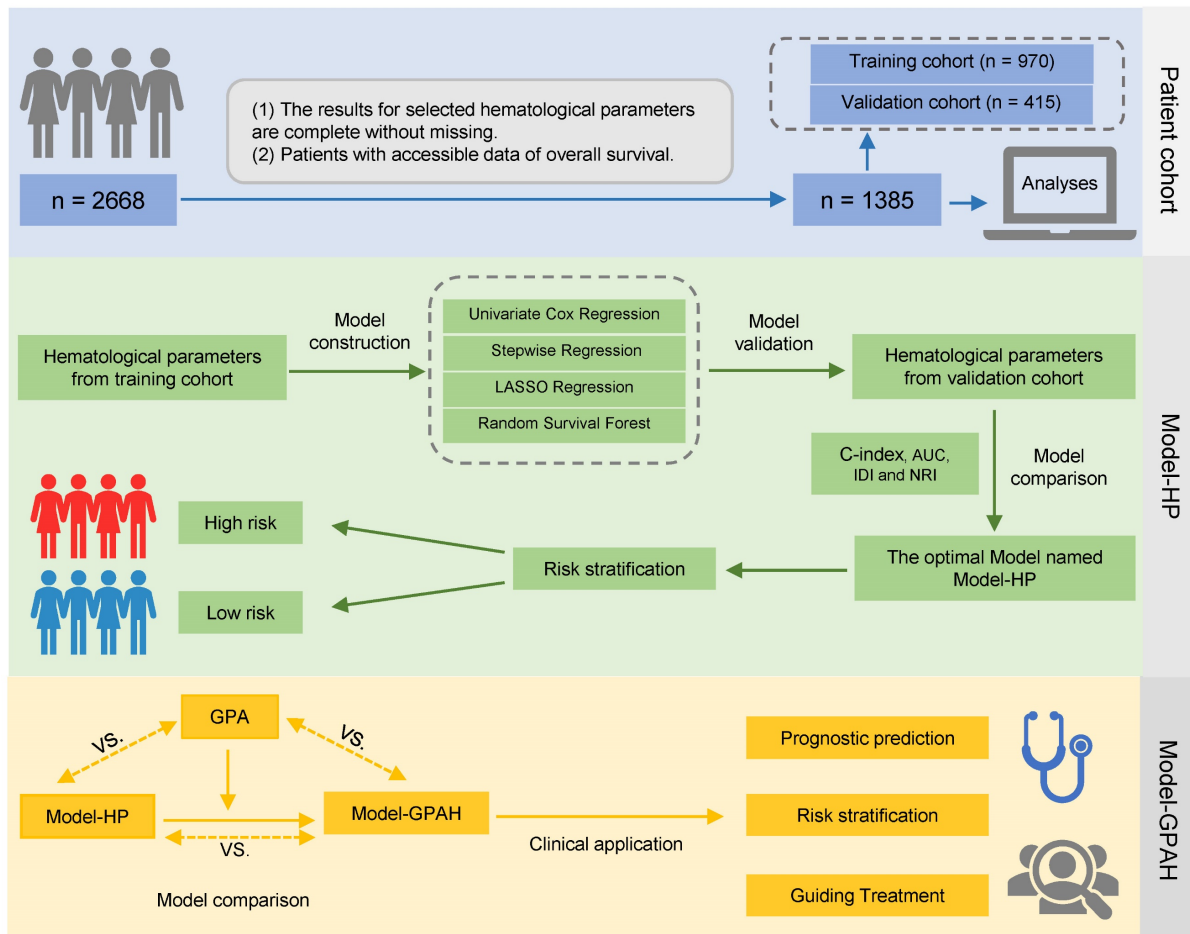 Training cohort (n = 970)
Validation cohort (n = 415)
(1) The results for selected hematological parameters
are complete without missing.
(2) Patients with accessible data of overall survival.
n = 2668
n = 1385
Analyses
Patient cohort
Hematological parameters
from training cohort
Model
construction
Univariate Cox Regression
Stepwise Regression
LASSO Regression
Random Survival Forest
Model
validation
Hematological parameters
from validation cohort
C-index, AUC,
IDI and NRI
Model
comparison
The optimal Model named
Model-HP
Risk stratification
High risk
Low risk
Model-HP
GPA
VS.
VS.
Model-HP
Model-GPAH
VS.
Model comparison
Clinical application
Prognostic prediction
Risk stratification
Guiding Treatment
Model-GPAH